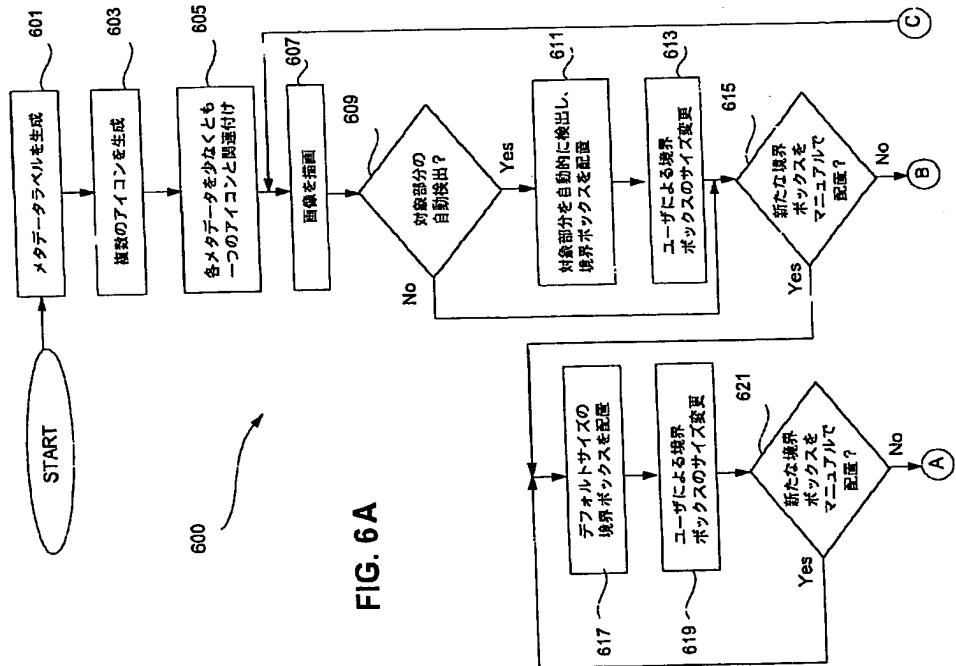 START
601
メタデータラベルを生成
603
複数のアイコンを生成
605
各メタデータを少なくとも
一つのアイコンと関連付け
607
画像を描画
C
609
対象部分の
自動検出?
No
Yes
611
対象部分を自動的に検出し、
境界ボックスを配置
613
ユーザによる境界
ボックスのサイズ変更
615
新たな境界
ボックスを
マニュアルで
配置?
Yes
No
B
617
デフォルトサイズの
境界ボックスを配置
619
ユーザによる境界
ボックスのサイズ変更
621
新たな境界
ボックスを
マニュアルで
配置?
Yes
No
A
600
FIG. 6A